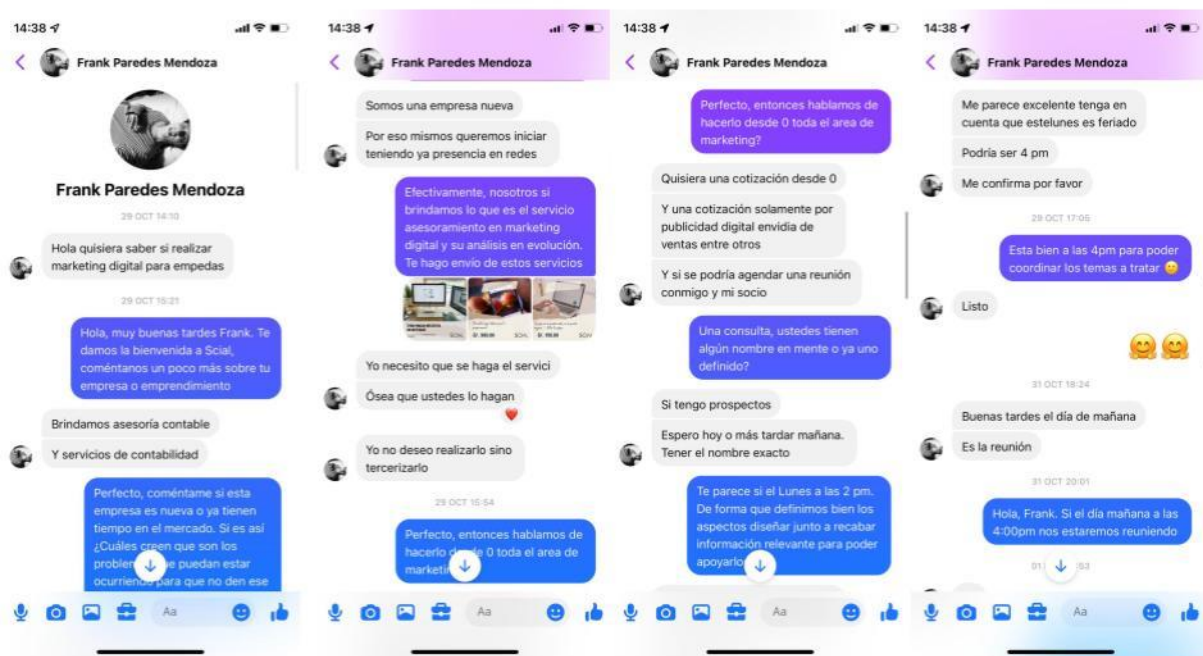 14:38
Frank Paredes Mendoza
Frank Paredes Mendoza
29 OCT 14:10
Hola quisiera saber si realizar
marketing digital para empedas
29 OCT 15:21
Hola, muy buenas tardes Frank. Te
damos la bienvenida a Scial,
coméntanos un poco más sobre tu
empresa o emprendimiento
Brindamos asesoría contable
Y servicios de contabilidad
Perfecto, coméntame si esta
empresa es nueva o ya tienen
tiempo en el mercado. Si es así
¿Cuáles creen que son los
puedan estar
ocurriendo para que no den ese
Aa
14:38
Frank Paredes Mendoza
Somos una empresa nueva
Por eso mismos queremos iniciar
teniendo ya presencia en redes
Efectivamente, nosotros si
brindamos lo que es el servicio
asesoramiento en marketing
digital y su análisis en evolución.
Te hago envío de estos servicios
Yo necesito que se haga el servici
Ósea que ustedes lo hagan
Yo no deseo realizarlo sino
tercerizarlo
29 OCT 15:54
Perfecto, entonces hablamos de
hacerlo 0 toda el area de
Aa
14:38
Frank Paredes Mendoza
Perfecto, entonces hablamos de
hacerlo desde 0 toda el area de
marketing?
Quisiera una cotización desde 0
Y una cotización solamente por
publicidad digital envidia de
ventas entre otros
Y si se podría agendar una reunión
conmigo y mi socio
Una consulta, ustedes tienen
algún nombre en mente o ya uno
definido?
Si tengo prospectos
Espero hoy o más tardar mañana.
Tener el nombre exacto
Te parece si el Lunes a las 2 pm.
De forma que definimos bien los
aspectos diseñar junto a recabar
información relevante para poder
apoyarlo
Aa
14:38
Frank Paredes Mendoza
Me parece excelente tenga en
cuenta que estelunes es feriado
Podría ser 4 pm
Me confirma por favor
29 OCT 17:05
Esta bien a las 4pm para poder
coordinar los temas a tratar
Listo
31 OCT 18:24
Buenas tardes el día de mañana
Es la reunión
31 OCT 20:01
Hola, Frank. Si el día mañana a las
4:00pm nos estaremos reuniendo
Aa